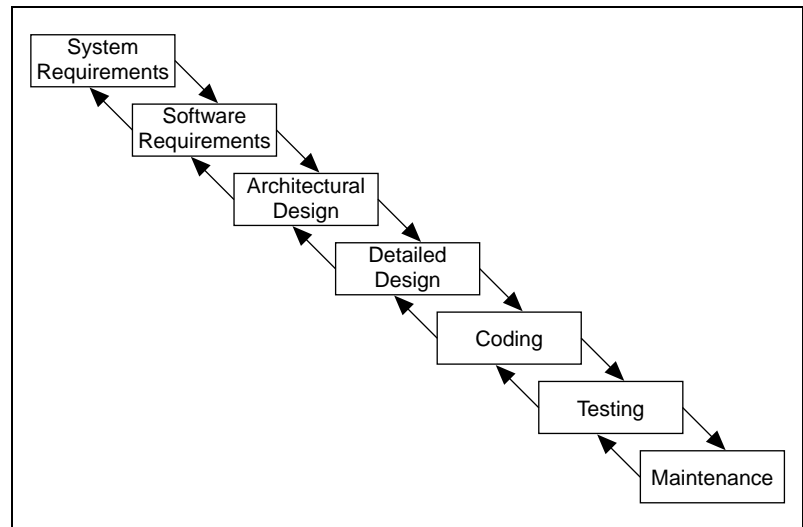 System
Requirements
Software
Requirements
Architectural
Design
Detailed
Design
Coding
Testing
Maintenance